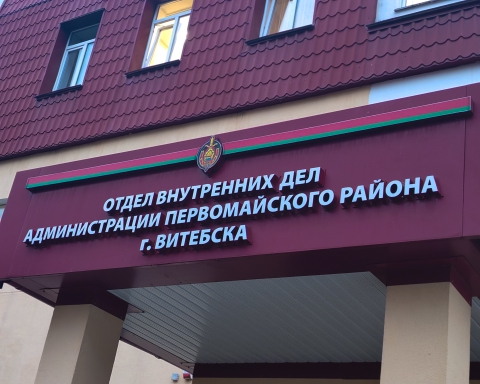 ОТДЕЛ ВНУТРЕННИХ ДЕЛ
АДМИНИСТРАЦИИ ПЕРВОМАЙСКОГО РАЙОНА
г. ВИТЕБСКА